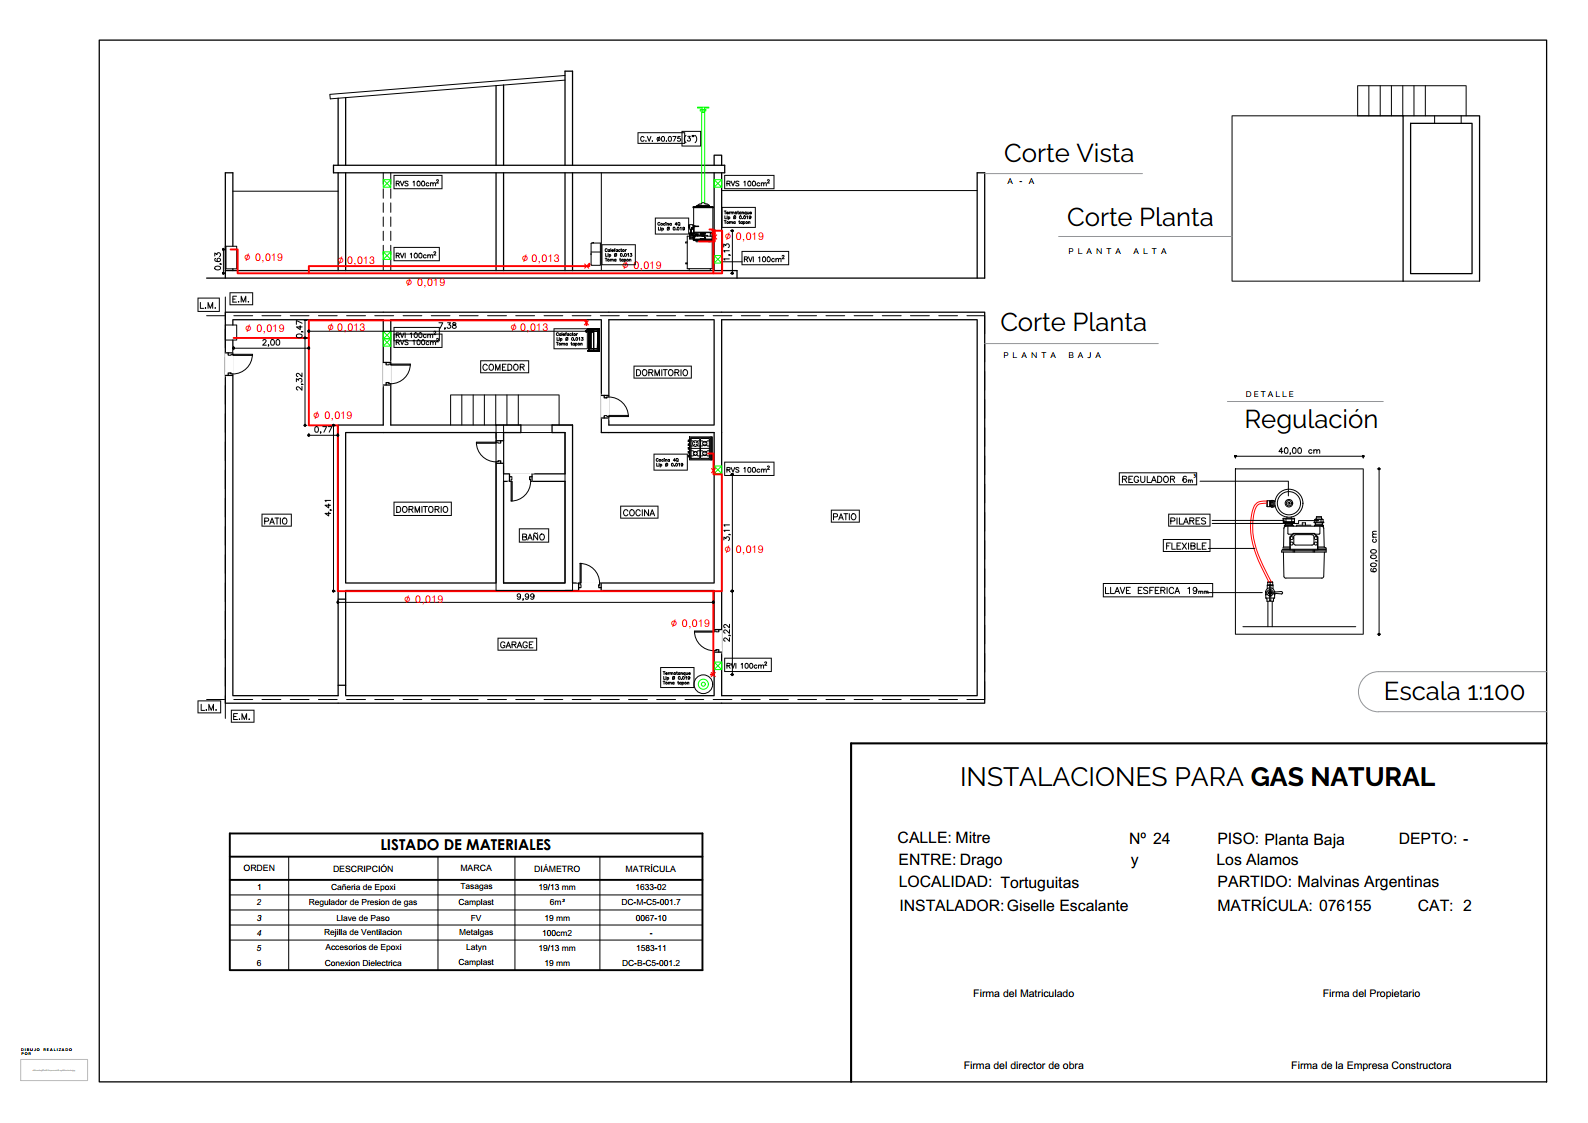 C.V. ø0.075(3")
RVS 100cm²
RVS 100cm²
Termotanque
Lip Ø 0.019
Toma tapon
Cocina 4Q
Lip Ø 0.019
ø 0,019
RVI 100cm²
Calefactor
Lip Ø 0.013
Toma tapon
RVI 100cm²
0,63
ø 0,019
ø 0,013
ø 0,013
ø 0,019
1,13
ø 0,019
Corte Vista
A - A
Corte Planta
PLANTA ALTA
L.M.
E.M.
ø 0,019
0,47
ø 0,013
7,38
ø 0,013
2,00
RVI 100cm²
RVS 100cm²
Calefactor
Lip Ø 0.013
Toma tapon
COMEDOR
DORMITORIO
2,32
ø 0,019
0,77
Cocina 4Q
Lip Ø 0.019
RVS 100cm²
4,41
PATIO
DORMITORIO
BAÑO
COCINA
PATIO
3,11
ø 0,019
ø 0,019
9,99
ø 0,019
2,22
GARAGE
RVI 100cm²
Termotanque
Lip Ø 0.019
Toma tapon
L.M.
E.M.
Corte Planta
PLANTA BAJA
DETALLE
Regulación
40,00 cm
REGULADOR 6m³
PILARES
FLEXIBLE
LLAVE ESFERICA 19mm
60,00 cm
Escala 1:100
INSTALACIONES PARA GAS NATURAL
CALLE: Mitre Nº 24 PISO: Planta Baja DEPTO: -
ENTRE: Drago y Los Alamos
LOCALIDAD: Tortuguitas PARTIDO: Malvinas Argentinas
INSTALADOR: Giselle Escalante MATRÍCULA: 076155 CAT: 2
Firma del Matriculado Firma del Propietario
Firma del director de obra Firma de la Empresa Constructora
LISTADO DE MATERIALES
ORDEN DESCRIPCIÓN MARCA DIÁMETRO MATRÍCULA
1 Cañeria de Epoxi Tasagas 19/13 mm 1633-02
2 Regulador de Presion de gas Camplast 6m³ DC-M-C5-001.7
3 Llave de Paso FV 19 mm 0067-10
4 Rejilla de Ventilacion Metalgas 100cm2 -
5 Accesorios de Epoxi Latyn 19/13 mm 1583-11
6 Conexion Dielectrica Camplast 19 mm DC-B-C5-001.2
DIBUJO REALIZADO
POR